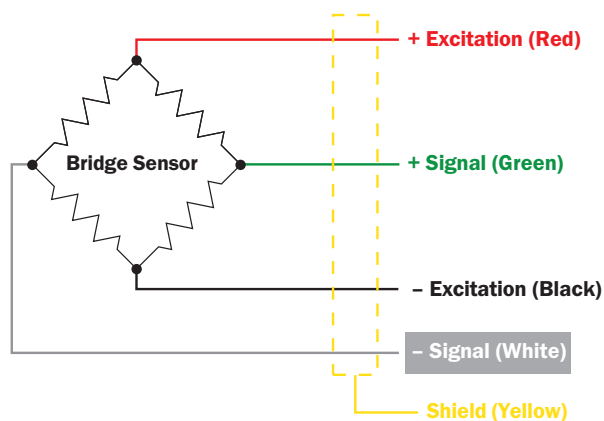 + Excitation (Red)
Bridge Sensor
+ Signal (Green)
– Excitation (Black)
– Signal (White)
Shield (Yellow)